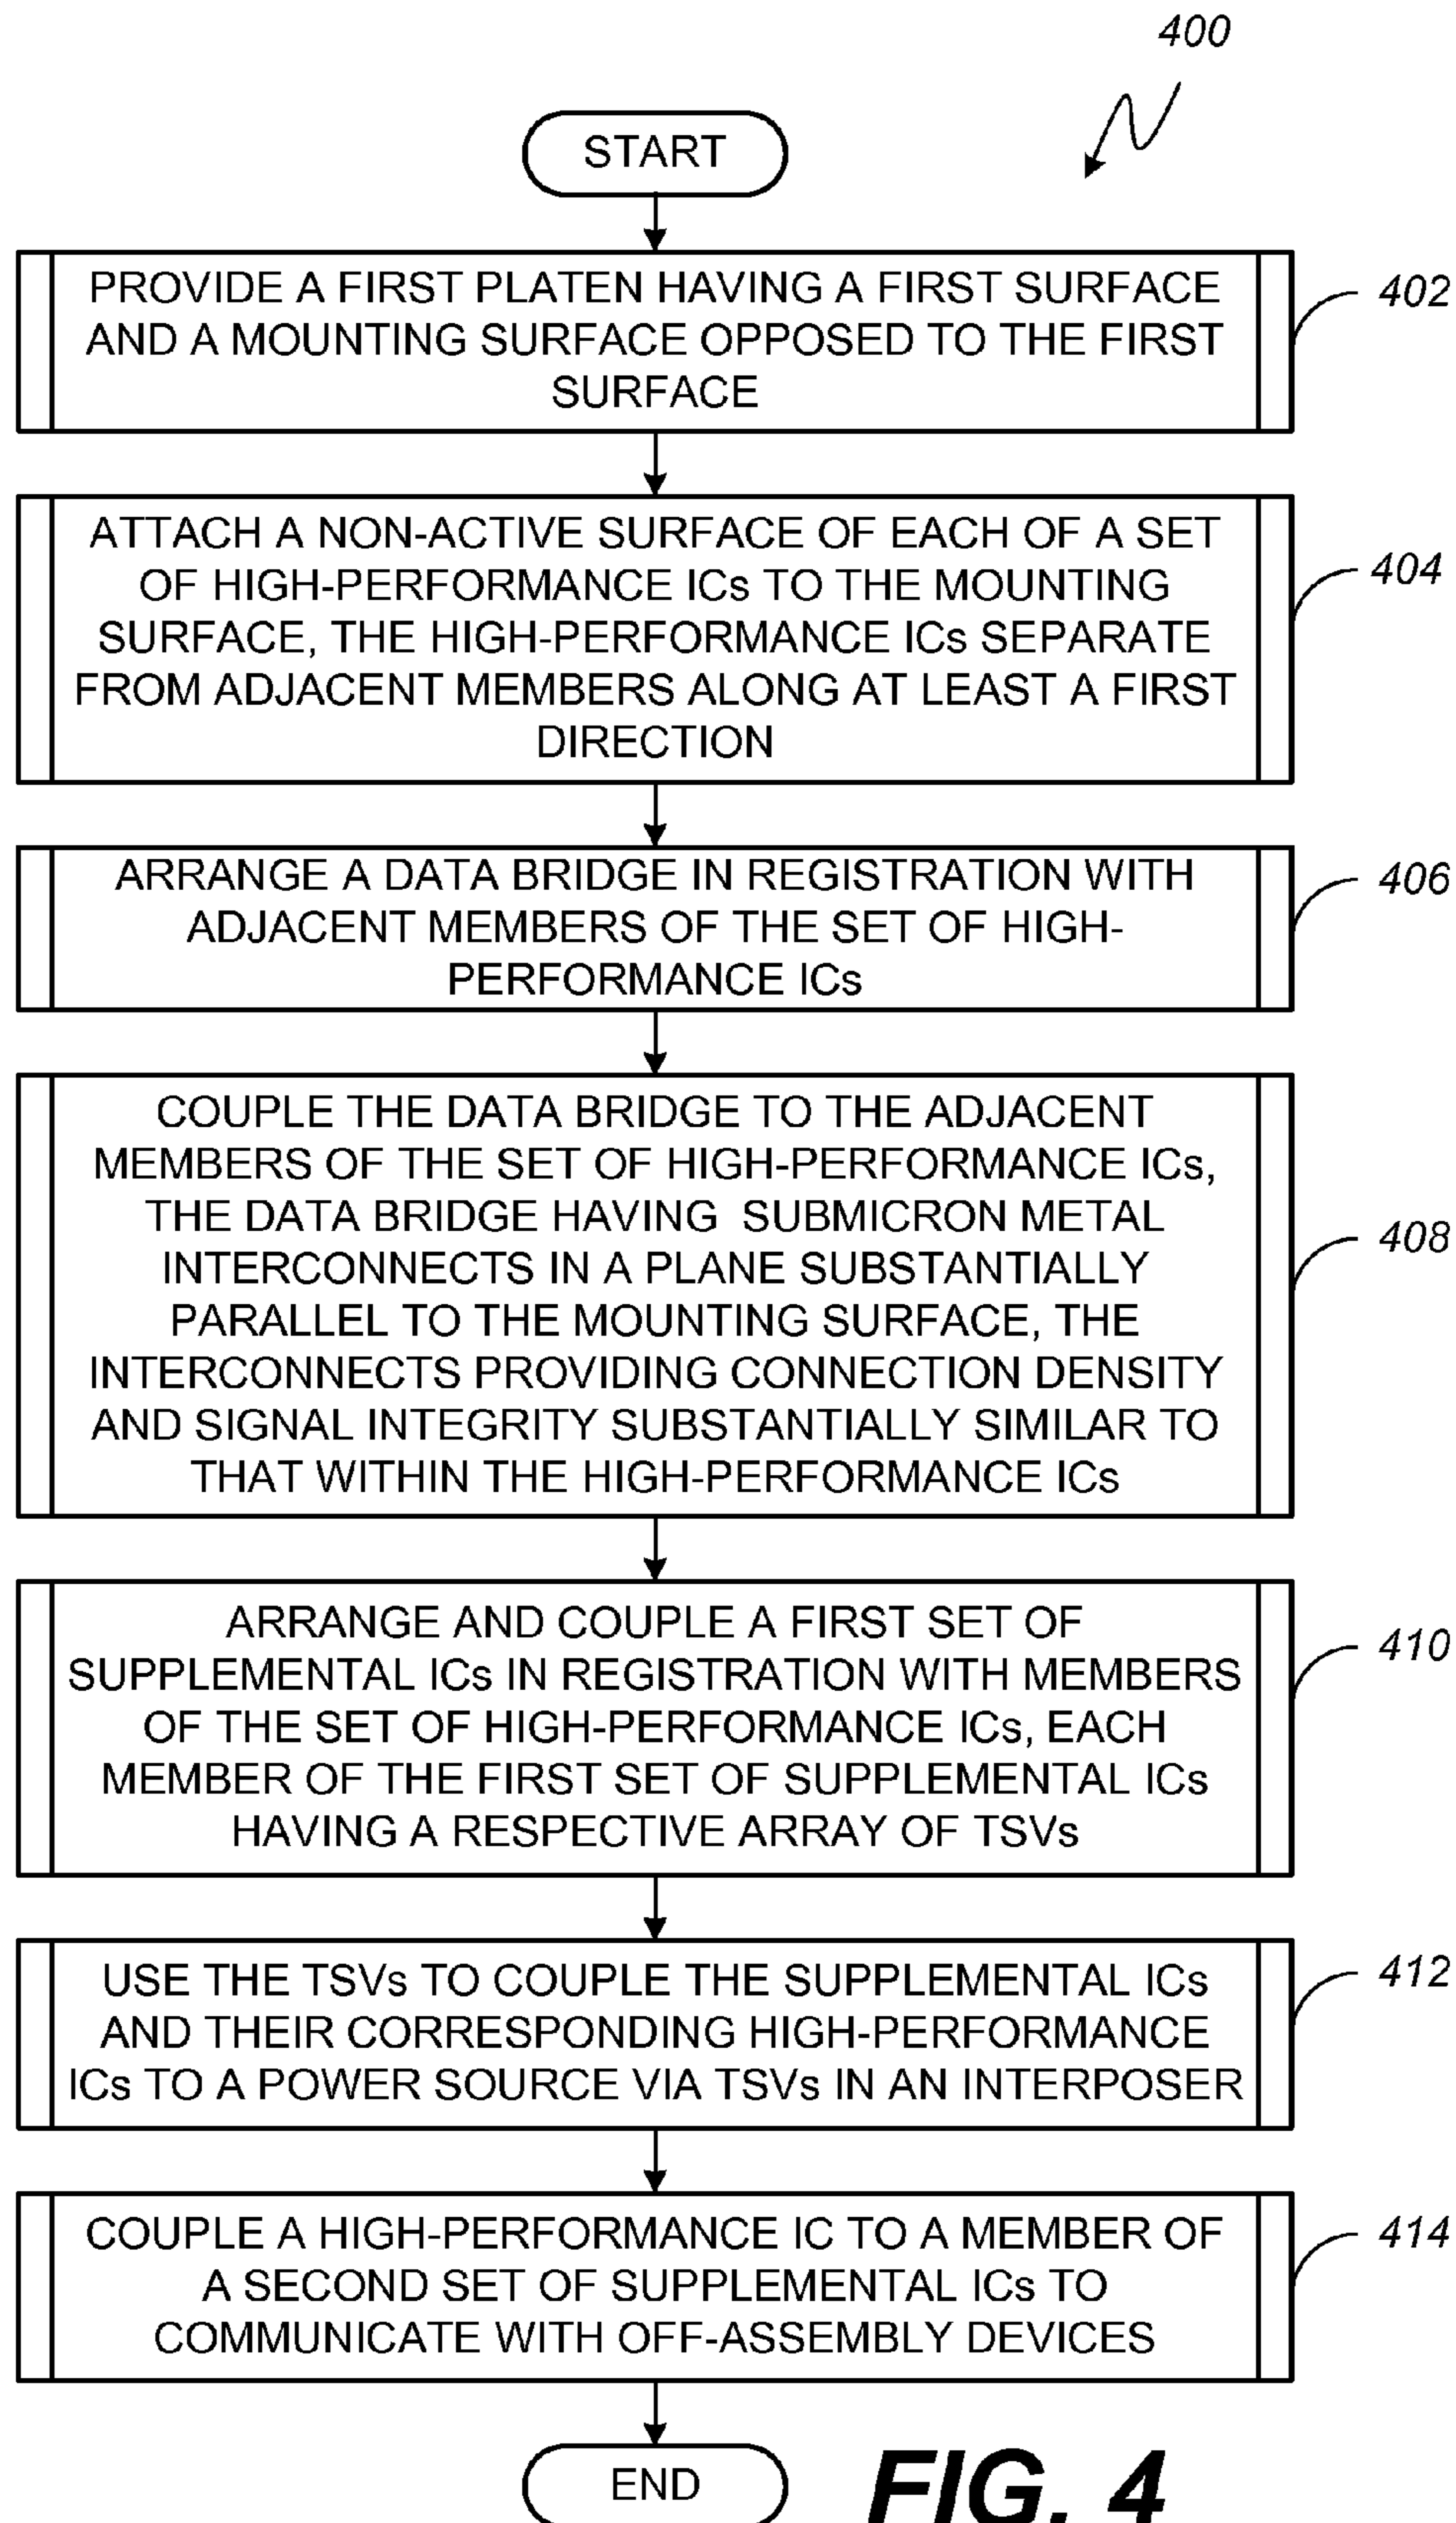 400
START
PROVIDE A FIRST PLATEN HAVING A FIRST SURFACE
AND A MOUNTING SURFACE OPPOSED TO THE FIRST
SURFACE
402
ATTACH A NON-ACTIVE SURFACE OF EACH OF A SET
OF HIGH-PERFORMANCE ICs TO THE MOUNTING
SURFACE, THE HIGH-PERFORMANCE ICs SEPARATE
FROM ADJACENT MEMBERS ALONG AT LEAST A FIRST
DIRECTION
404
ARRANGE A DATA BRIDGE IN REGISTRATION WITH
ADJACENT MEMBERS OF THE SET OF HIGH-
PERFORMANCE ICs
406
COUPLE THE DATA BRIDGE TO THE ADJACENT
MEMBERS OF THE SET OF HIGH-PERFORMANCE ICs,
THE DATA BRIDGE HAVING  SUBMICRON METAL
INTERCONNECTS IN A PLANE SUBSTANTIALLY
PARALLEL TO THE MOUNTING SURFACE, THE
INTERCONNECTS PROVIDING CONNECTION DENSITY
AND SIGNAL INTEGRITY SUBSTANTIALLY SIMILAR TO
THAT WITHIN THE HIGH-PERFORMANCE ICs
408
ARRANGE AND COUPLE A FIRST SET OF
SUPPLEMENTAL ICs IN REGISTRATION WITH MEMBERS
OF THE SET OF HIGH-PERFORMANCE ICs, EACH
MEMBER OF THE FIRST SET OF SUPPLEMENTAL ICs
HAVING A RESPECTIVE ARRAY OF TSVs
410
USE THE TSVs TO COUPLE THE SUPPLEMENTAL ICs
AND THEIR CORRESPONDING HIGH-PERFORMANCE
ICs TO A POWER SOURCE VIA TSVs IN AN INTERPOSER
412
COUPLE A HIGH-PERFORMANCE IC TO A MEMBER OF
A SECOND SET OF SUPPLEMENTAL ICs TO
COMMUNICATE WITH OFF-ASSEMBLY DEVICES
414
END
FIG. 4